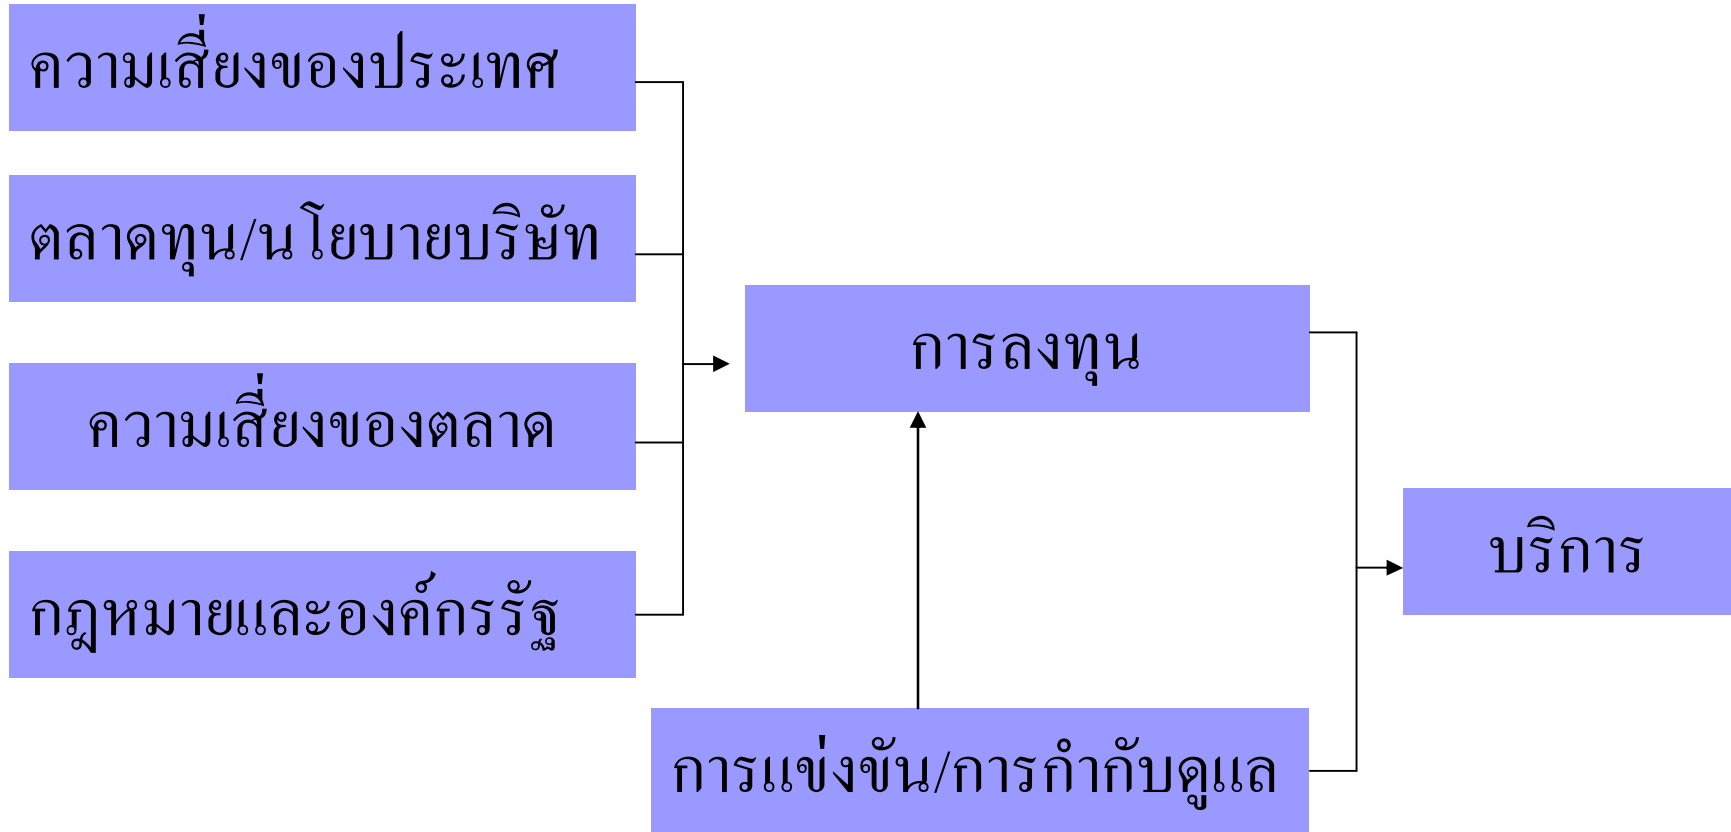 ความเสี่ยงของประเทศ
ตลาดทุน/นโยบายบริษัท
ความเสี่ยงของตลาด
กฎหมายและองค์กรรัฐ
การลงทุน
การแข่งขัน/การกำกับดูแล
บริการ